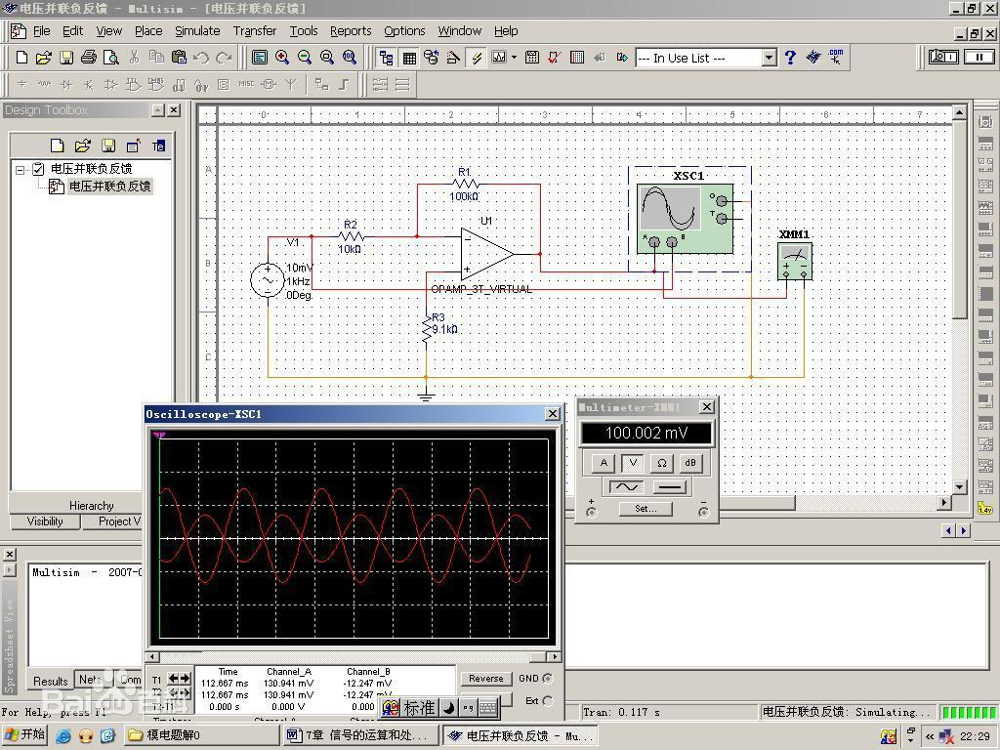 电压并联负反馈 - Multisim - [电压并联负反馈]
File Edit View Place Simulate Transfer Tools Reports Options Window Help
--- In Use List ---
Design Toolbox
电压并联负反馈
电压并联负反馈
Hierarchy
Visibility Project V
0 1 2 3 4 5 6 7
A
B
C
R1
100kΩ
R2
10kΩ
V1
10mV
1kHz
0Deg
U1
OPAMP_3T_VIRTUAL
R3
9.1kΩ
XSC1
G
T
A B
XMM1
Oscilloscope-XSC1
Multimeter-XMM1
100.002 mV
A V Ω dB
Set...
Time Channel_A Channel_B
T1 112.667 ms 130.941 mV -12.247 mV
T2 112.667 ms 130.941 mV -12.247 mV
T2-T1 0.000 s 0.000 V 0.000
Reverse GND
Ext
标准
Multisim - 2007-0
Spreadsheet View
Results Nets Com
Baidu百科
For Help, press F1
Tran: 0.117 s
电压并联负反馈: Simulating...
开始
模电题解0
7章 信号的运算和处...
电压并联负反馈 - Mu...
22:29